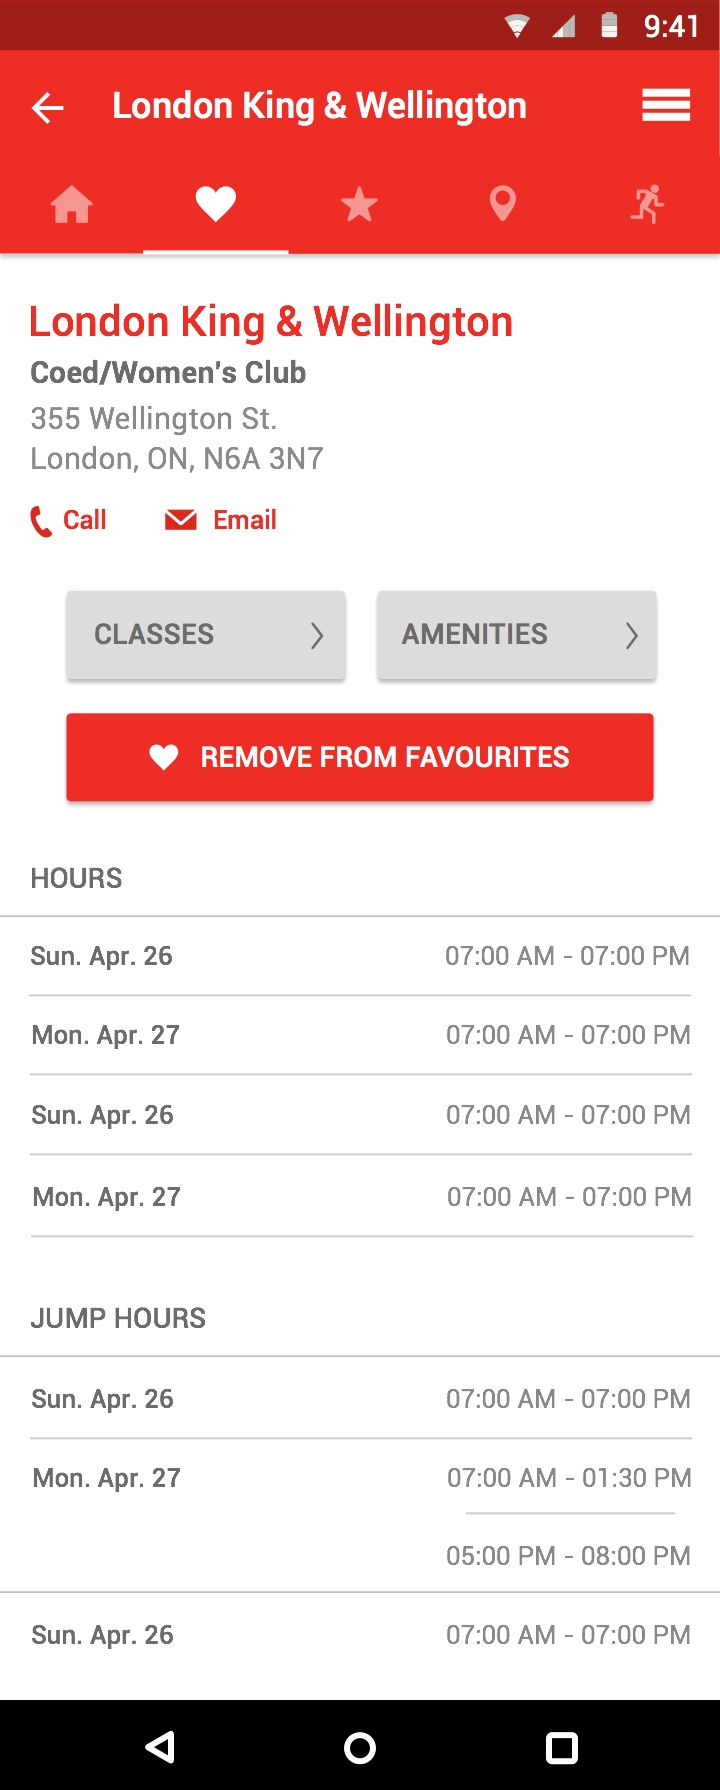 9:41
London King & Wellington
London King & Wellington
Coed/Women's Club
355 Wellington St.
London, ON, N6A 3N7
Call Email
CLASSES AMENITIES
REMOVE FROM FAVOURITES
HOURS
Sun. Apr. 26 07:00 AM - 07:00 PM
Mon. Apr. 27 07:00 AM - 07:00 PM
Sun. Apr. 26 07:00 AM - 07:00 PM
Mon. Apr. 27 07:00 AM - 07:00 PM
JUMP HOURS
Sun. Apr. 26 07:00 AM - 07:00 PM
Mon. Apr. 27 07:00 AM - 01:30 PM
05:00 PM - 08:00 PM
Sun. Apr. 26 07:00 AM - 07:00 PM